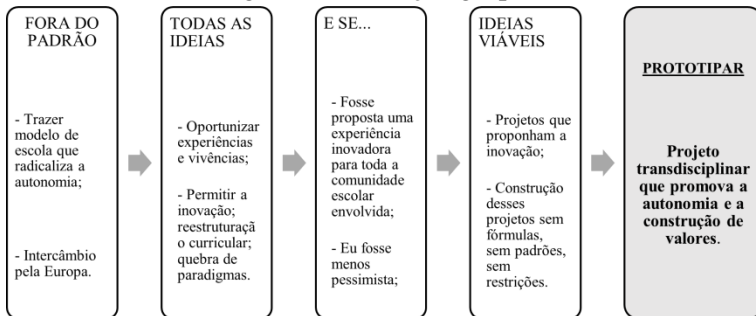 FORA DO
PADRÃO
- Trazer
modelo de
escola que
radicaliza a
autonomia;
- Intercâmbio
pela Europa.
TODAS AS
IDEIAS
- Oportunizar
experiências
e vivências;
- Permitir a
inovação;
reestruturaçã
o curricular;
quebra de
paradigmas.
E SE...
- Fosse
proposta uma
experiência
inovadora
para toda a
comunidade
escolar
envolvida;
- Eu fosse
menos
pessimista;
IDEIAS
VIÁVEIS
- Projetos que
proponham a
inovação;
- Construção
desses
projetos sem
fórmulas,
sem padrões,
sem
restrições.
PROTOTIPAR
Projeto
transdisciplinar
que promova a
autonomia e a
construção de
valores.